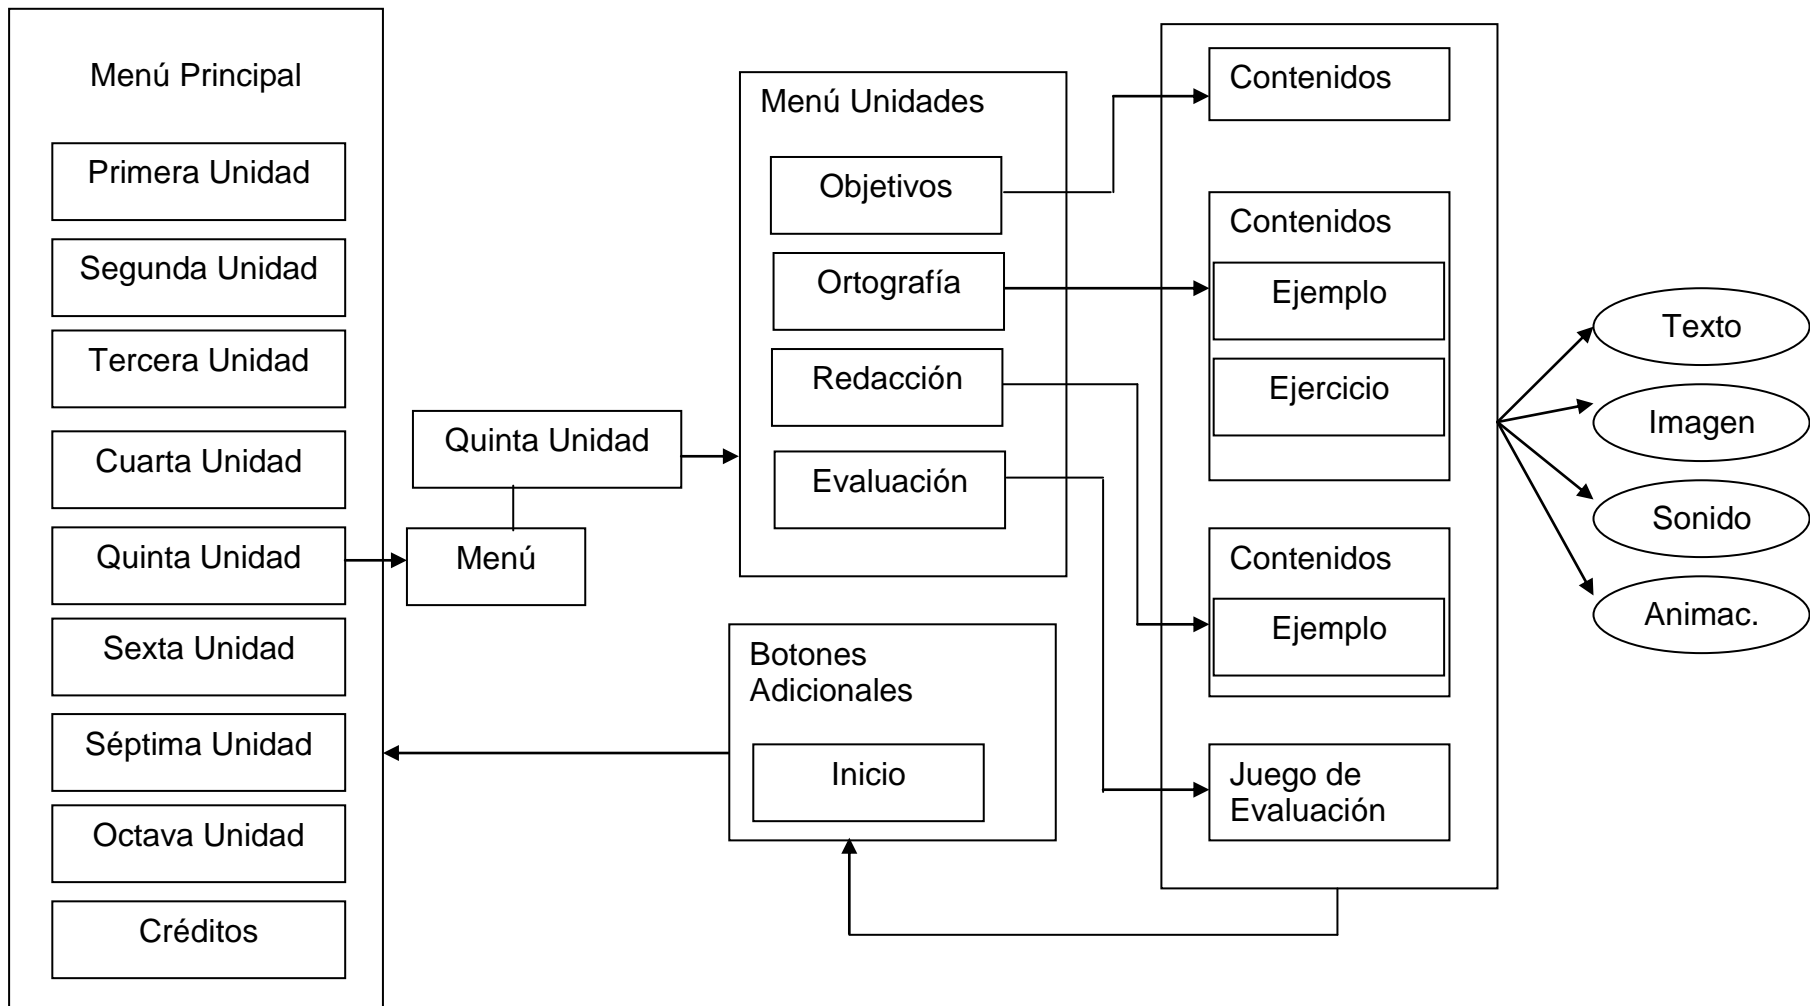 Menú Principal
Primera Unidad
Segunda Unidad
Tercera Unidad
Cuarta Unidad
Quinta Unidad
Sexta Unidad
Séptima Unidad
Octava Unidad
Créditos
Quinta Unidad
Menú
Menú Unidades
Objetivos
Ortografía
Redacción
Evaluación
Botones
Adicionales
Inicio
Contenidos
Contenidos
Ejemplo
Ejercicio
Contenidos
Ejemplo
Juego de
Evaluación
Texto
Imagen
Sonido
Animac.